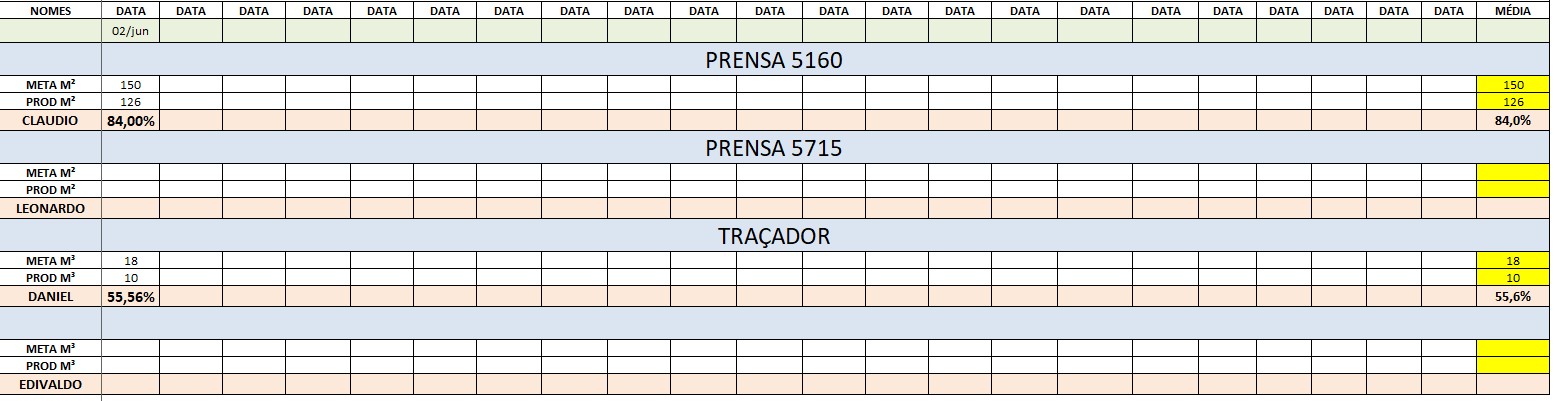 NOMES DATA DATA DATA DATA DATA DATA DATA DATA DATA DATA DATA DATA DATA DATA DATA DATA DATA DATA DATA DATA DATA DATA MÉDIA
02/jun
PRENSA 5160
META M² 150 150
PROD M² 126 126
CLAUDIO 84,00% 84,0%
PRENSA 5715
META M²
PROD M²
LEONARDO
TRAÇADOR
META M³ 18 18
PROD M³ 10 10
DANIEL 55,56% 55,6%
META M³
PROD M³
EDIVALDO